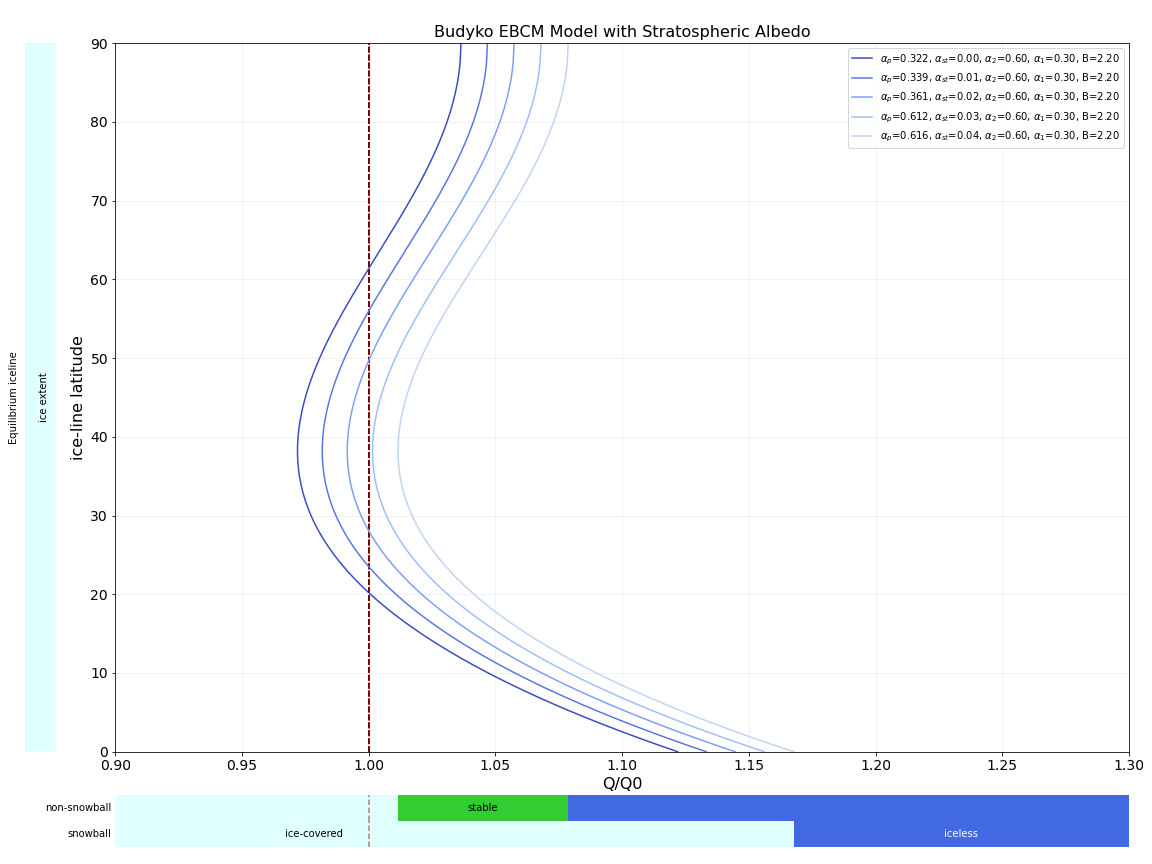 Budyko EBCM Model with Stratospheric Albedo
αp=0.322, αst=0.00, α2=0.60, α1=0.30, B=2.20
αp=0.339, αst=0.01, α2=0.60, α1=0.30, B=2.20
αp=0.361, αst=0.02, α2=0.60, α1=0.30, B=2.20
αp=0.612, αst=0.03, α2=0.60, α1=0.30, B=2.20
αp=0.616, αst=0.04, α2=0.60, α1=0.30, B=2.20
Equilibrium iceline
ice extent
ice-line latitude
90
80
70
60
50
40
30
20
10
0
0.90 0.95 1.00 1.05 1.10 1.15 1.20 1.25 1.30
Q/Q0
non-snowball stable
snowball ice-covered iceless